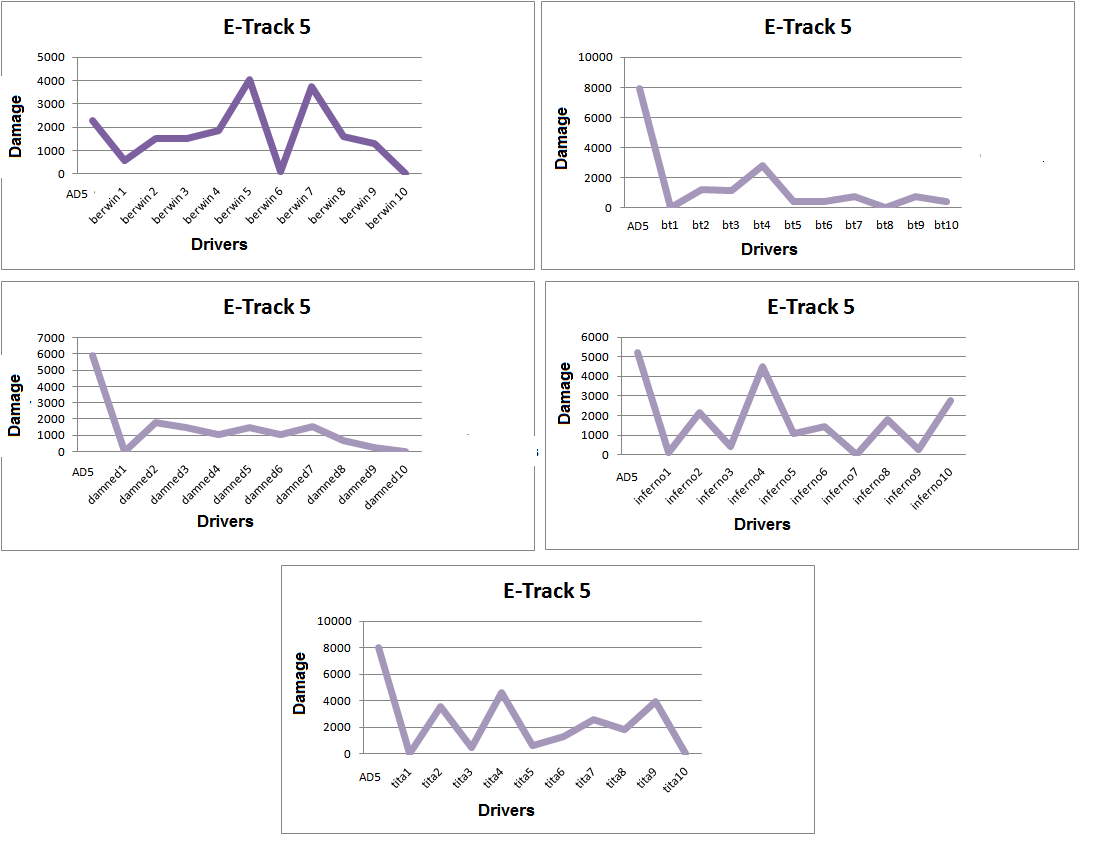 E-Track 5
5000
4000
3000
2000
1000
0
Damage
AD5 berwin 1 berwin 2 berwin 3 berwin 4 berwin 5 berwin 6 berwin 7 berwin 8 berwin 9 berwin 10
Drivers
E-Track 5
10000
8000
6000
4000
2000
0
Damage
AD5 bt1 bt2 bt3 bt4 bt5 bt6 bt7 bt8 bt9 bt10
Drivers
E-Track 5
7000
6000
5000
4000
3000
2000
1000
0
Damage
AD5 damned1 damned2 damned3 damned4 damned5 damned6 damned7 damned8 damned9 damned10
Drivers
E-Track 5
6000
5000
4000
3000
2000
1000
0
Damage
AD5 inferno1 inferno2 inferno3 inferno4 inferno5 inferno6 inferno7 inferno8 inferno9 inferno10
Drivers
E-Track 5
10000
8000
6000
4000
2000
0
Damage
AD5 tita1 tita2 tita3 tita4 tita5 tita6 tita7 tita8 tita9 tita10
Drivers